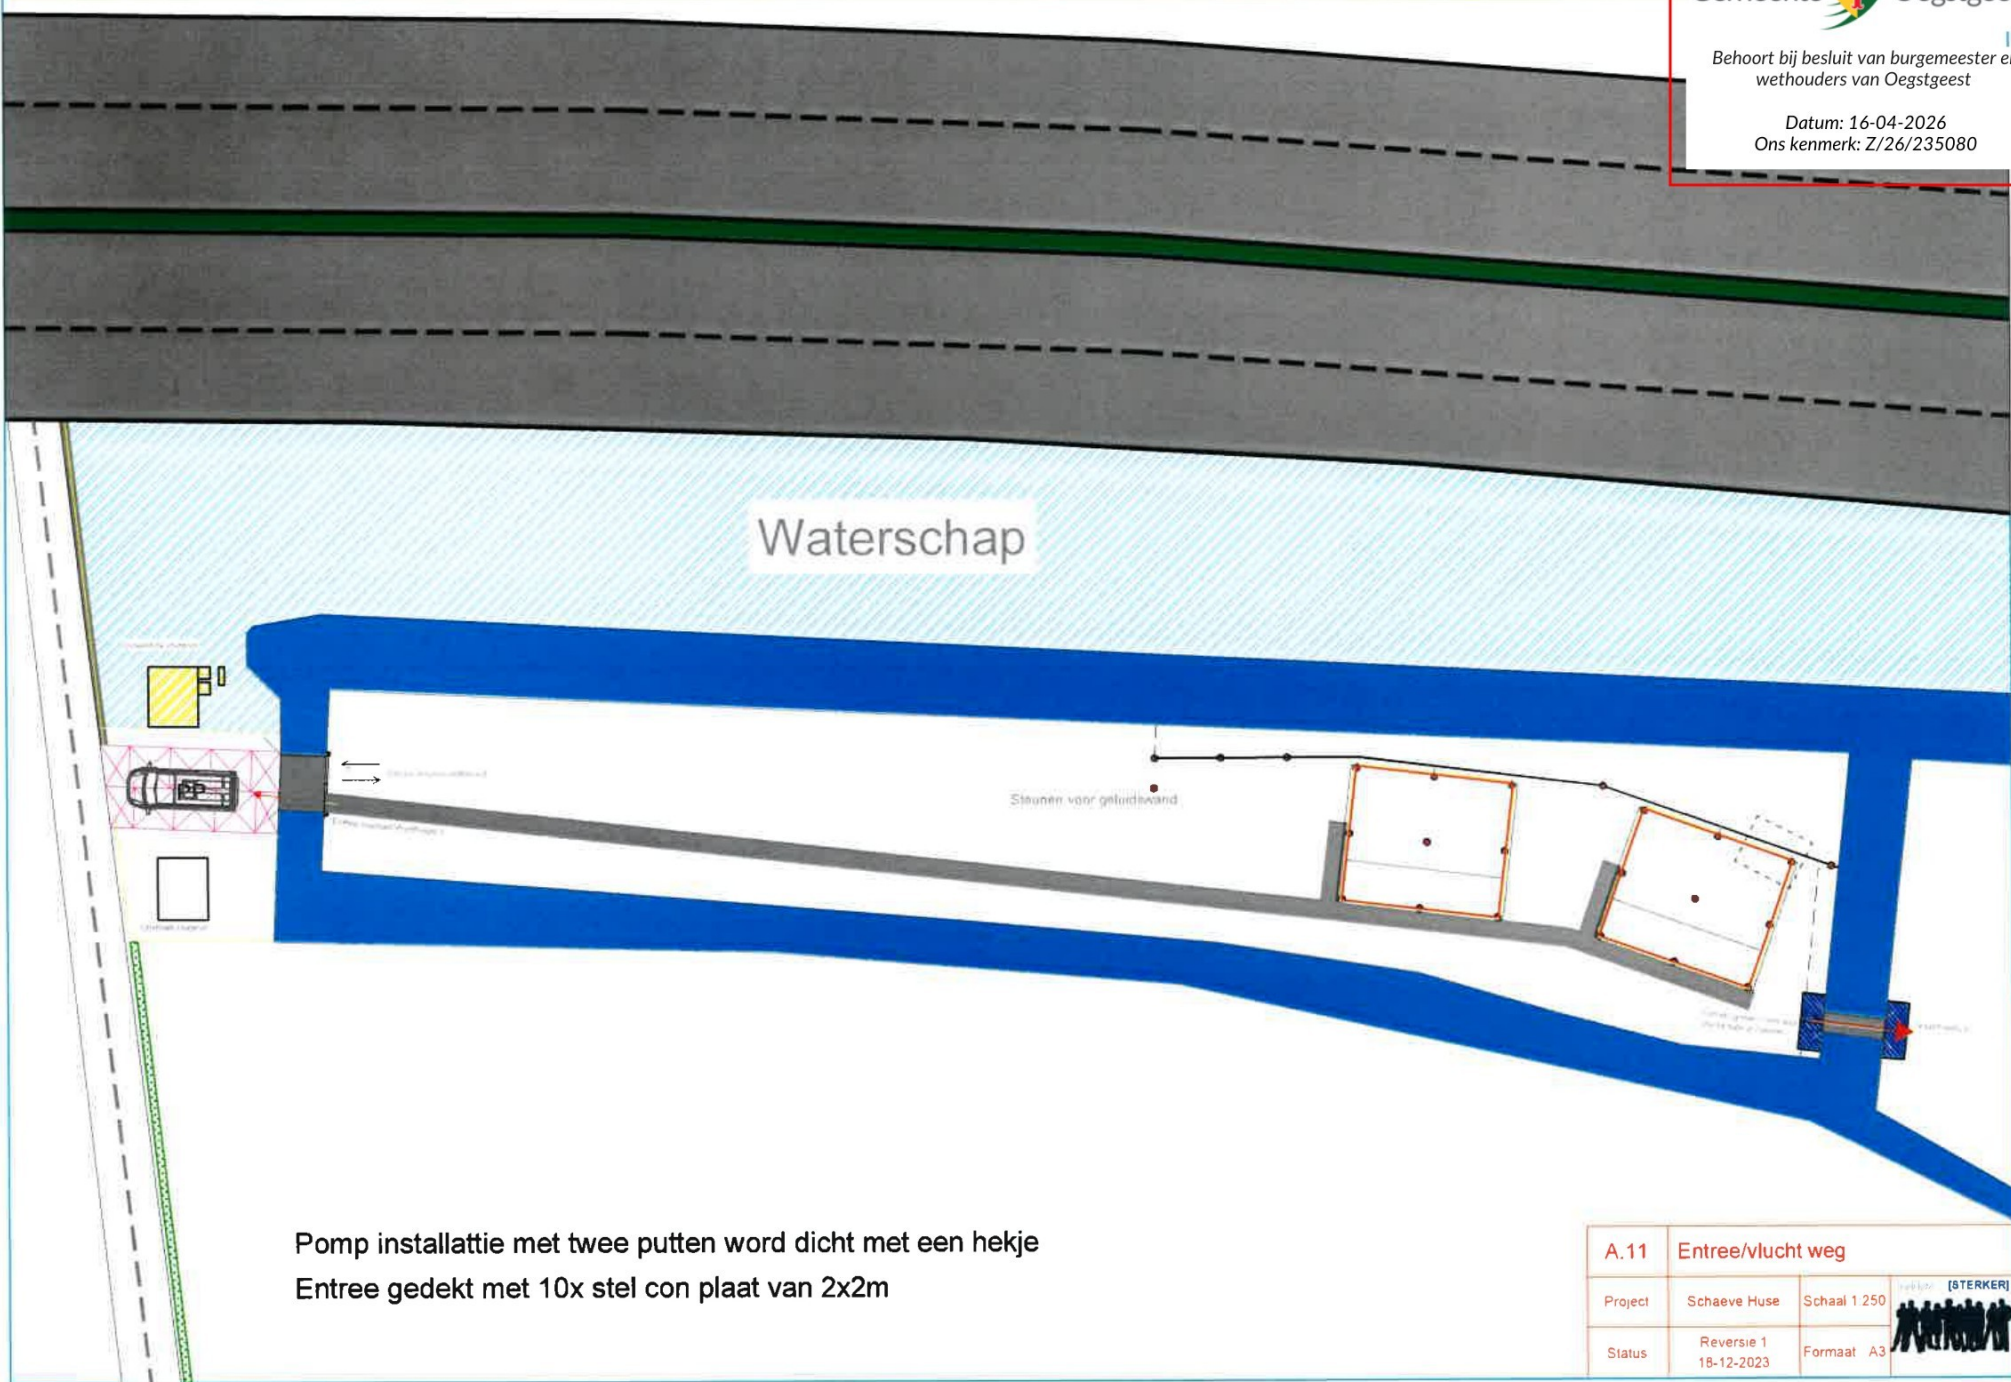 Behoort bij besluit van burgemeester e
wethouders van Oegstgeest
Datum: 16-04-2026
Ons kenmerk: Z/26/235080
Waterschap
Steunen voor geluidswand
Pomp installattie met twee putten word dicht met een hekje
Entree gedekt met 10x stel con plaat van 2x2m
A.11 Entree/vlucht weg
Project Schaeve Huse Schaal 1:250
[STERKER]
Status Reversie 1 Formaat A3
18-12-2023